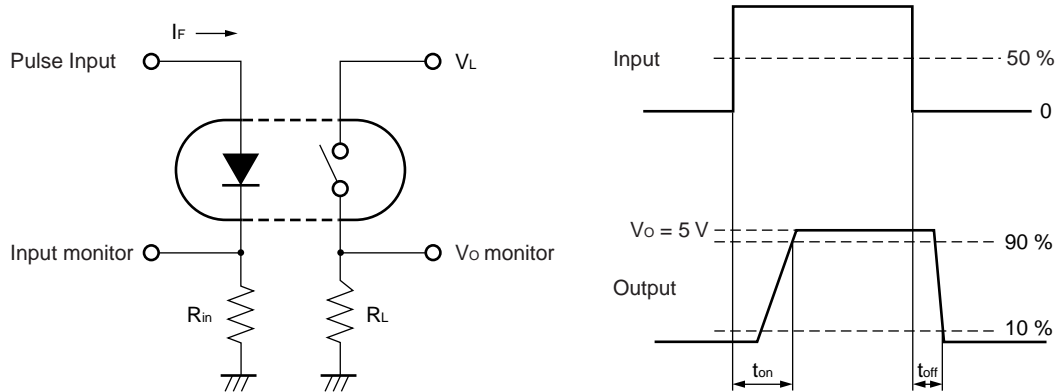 IF
Pulse Input
VL
Input monitor
VO monitor
Rin
RL
Input
50 %
0
VO = 5 V
90 %
Output
10 %
ton
toff